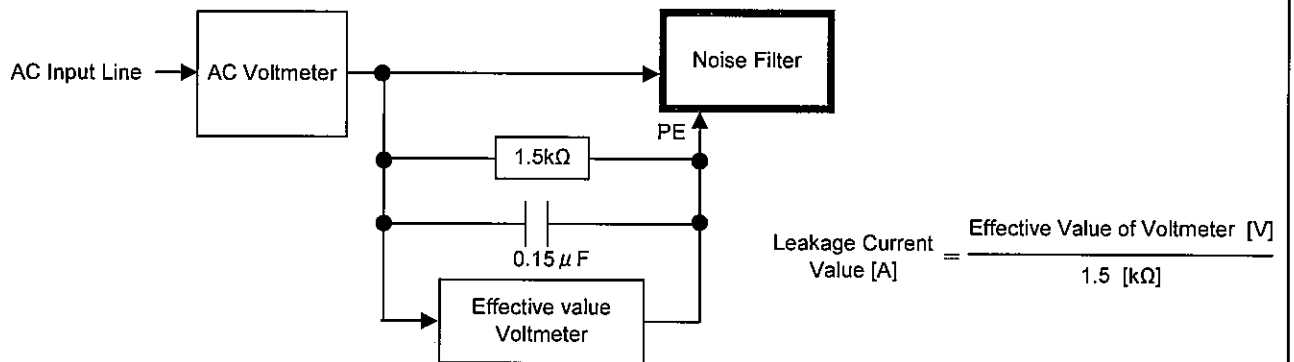 AC Input Line
AC Voltmeter
Noise Filter
PE
1.5kΩ
0.15 μ F
Effective value
Voltmeter
Leakage Current
Value [A]
=
Effective Value of Voltmeter [V]
1.5 [kΩ]